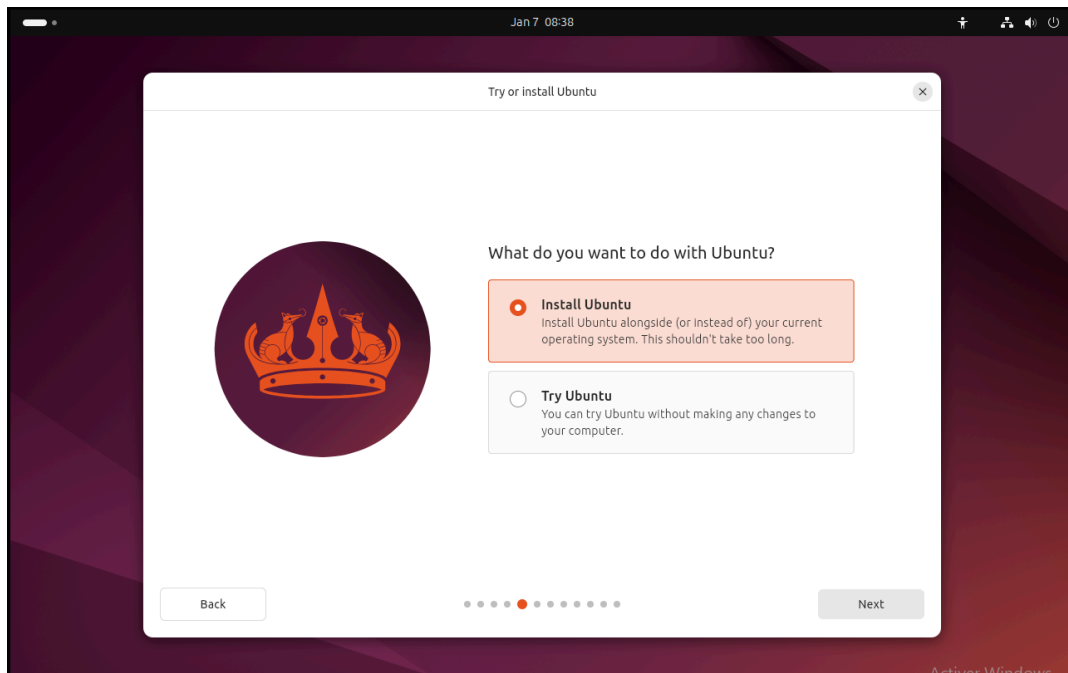 Jan 7 08:38
Try or install Ubuntu
What do you want to do with Ubuntu?
Install Ubuntu
Install Ubuntu alongside (or instead of) your current
operating system. This shouldn't take too long.
Try Ubuntu
You can try Ubuntu without making any changes to
your computer.
Back
Next
Activer Windows